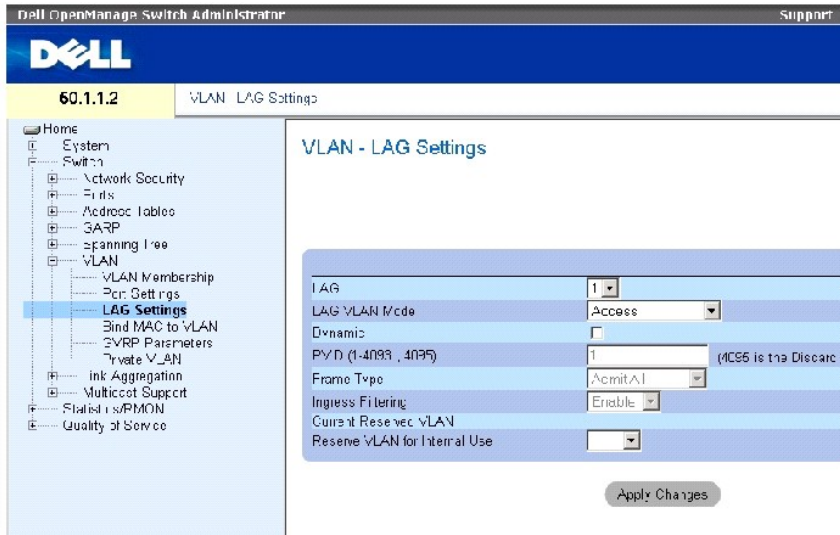 Dell OpenManage Switch Administrator
Support
DELL
60.1.1.2
VLAN - LAG Settings
Home
System
Switch
Network Security
Ports
Address Tables
GARP
Spanning Tree
VLAN
VLAN Membership
Port Settings
LAG Settings
Bind MAC to VLAN
GVRP Parameters
Private VLAN
Link Aggregation
Multicast Support
Statistics/RMON
Quality of Service
VLAN - LAG Settings
LAG 1
LAG VLAN Mode Access
Dynamic
PVID (1-4093, 4095) 1 (4095 is the Discard
Frame Type Admit All
Ingress Filtering Enable
Current Reserved VLAN
Reserve VLAN for Internal Use
Apply Changes